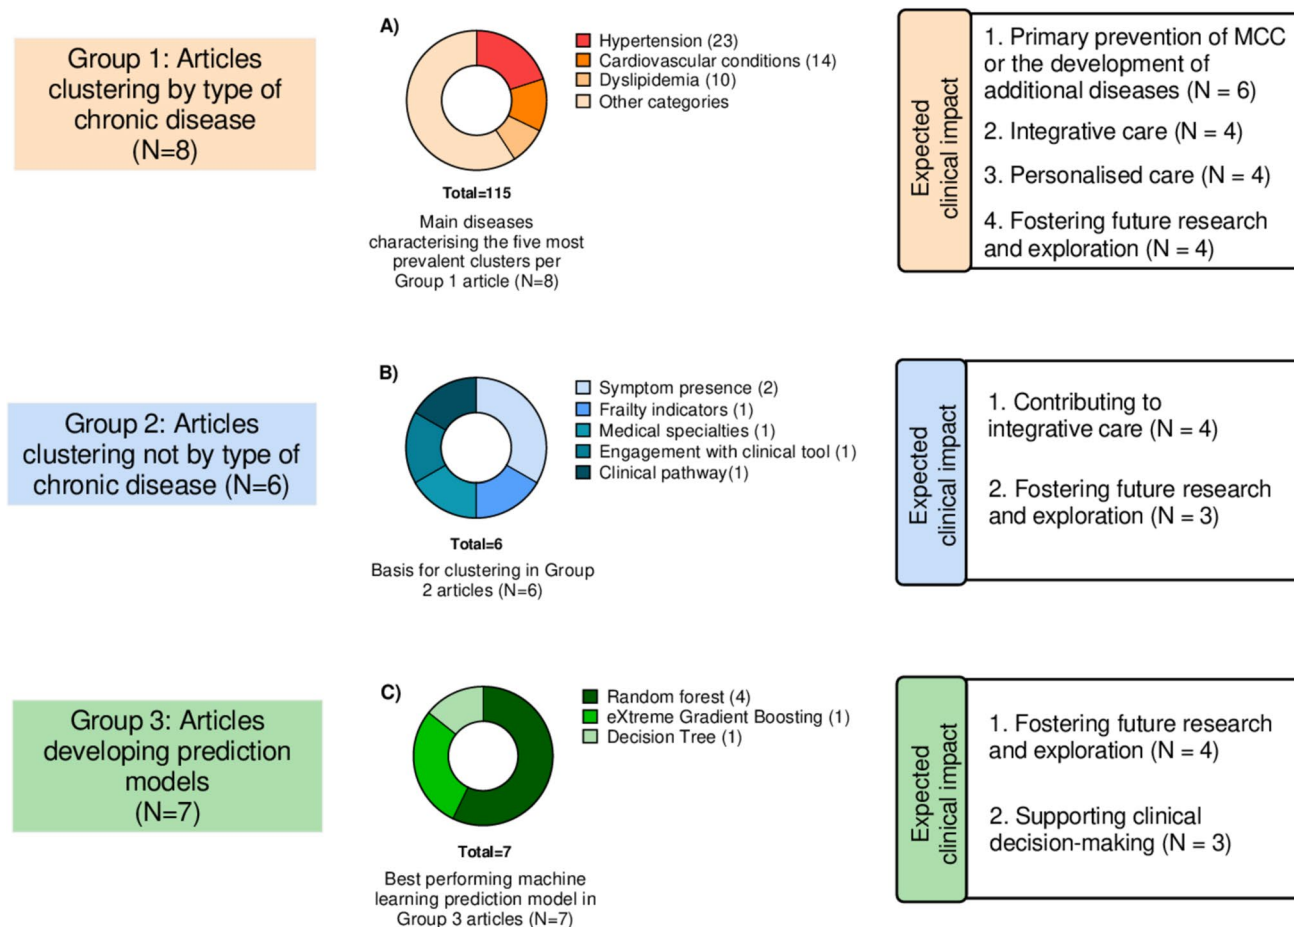 Group 1: Articles
clustering by type of
chronic disease
(N=8)
A)
Hypertension (23)
Cardiovascular conditions (14)
Dyslipidemia (10)
Other categories
Total=115
Main diseases
characterising the five most
prevalent clusters per
Group 1 article (N=8)
Expected
clinical impact
1. Primary prevention of MCC
or the development of
additional diseases (N = 6)
2. Integrative care (N = 4)
3. Personalised care (N = 4)
4. Fostering future research
and exploration (N = 4)
Group 2: Articles
clustering not by type of
chronic disease (N=6)
B)
Symptom presence (2)
Frailty indicators (1)
Medical specialties (1)
Engagement with clinical tool (1)
Clinical pathway(1)
Total=6
Basis for clustering in Group
2 articles (N=6)
Expected
clinical impact
1. Contributing to
integrative care (N = 4)
2. Fostering future research
and exploration (N = 3)
Group 3: Articles
developing prediction
models
(N=7)
C)
Random forest (4)
eXtreme Gradient Boosting (1)
Decision Tree (1)
Total=7
Best performing machine
learning prediction model in
Group 3 articles (N=7)
Expected
clinical impact
1. Fostering future research
and exploration (N = 4)
2. Supporting clinical
decision-making (N = 3)